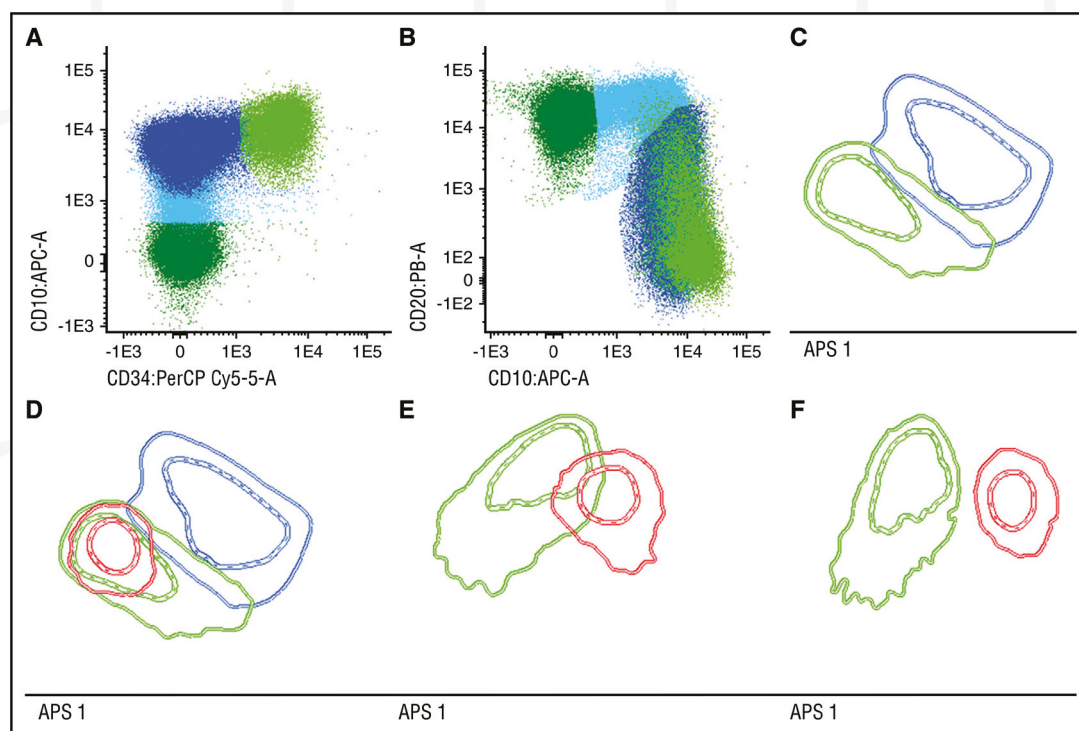 A
CD10:APC-A
1E5
1E4
1E3
0
-1E3
-1E3 0 1E3 1E4 1E5
CD34:PerCP Cy5-5-A
B
CD20:PB-A
1E5
1E4
1E3
1E2
0
-1E2
-1E3 0 1E3 1E4 1E5
CD10:APC-A
C
APS 1
D
APS 1
E
APS 1
F
APS 1